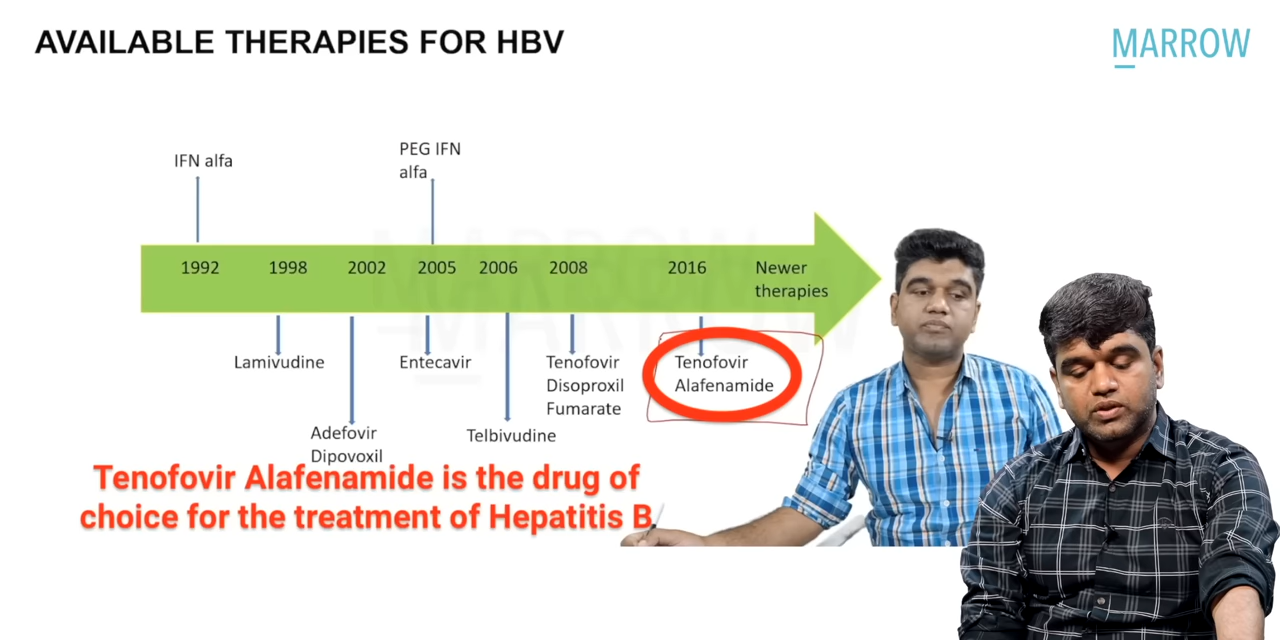 AVAILABLE THERAPIES FOR HBV
MARROW
IFN alfa
PEG IFN
alfa
1992
1998
2002
2005
2006
2008
2016
Newer
therapies
MARROW
MARROW
Lamivudine
Entecavir
Tenofovir
Disoproxil
Fumarate
Tenofovir
Alafenamide
Adefovir
Dipovoxil
Telbivudine
Tenofovir Alafenamide is the drug of
choice for the treatment of Hepatitis B